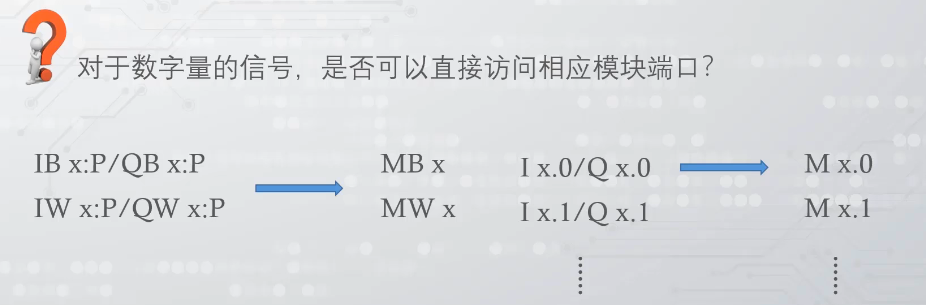 对于数字量的信号，是否可以直接访问相应模块端口？
IB x:P/QB x:P
IW x:P/QW x:P
MB x
MW x
I x.0/Q x.0
I x.1/Q x.1
M x.0
M x.1